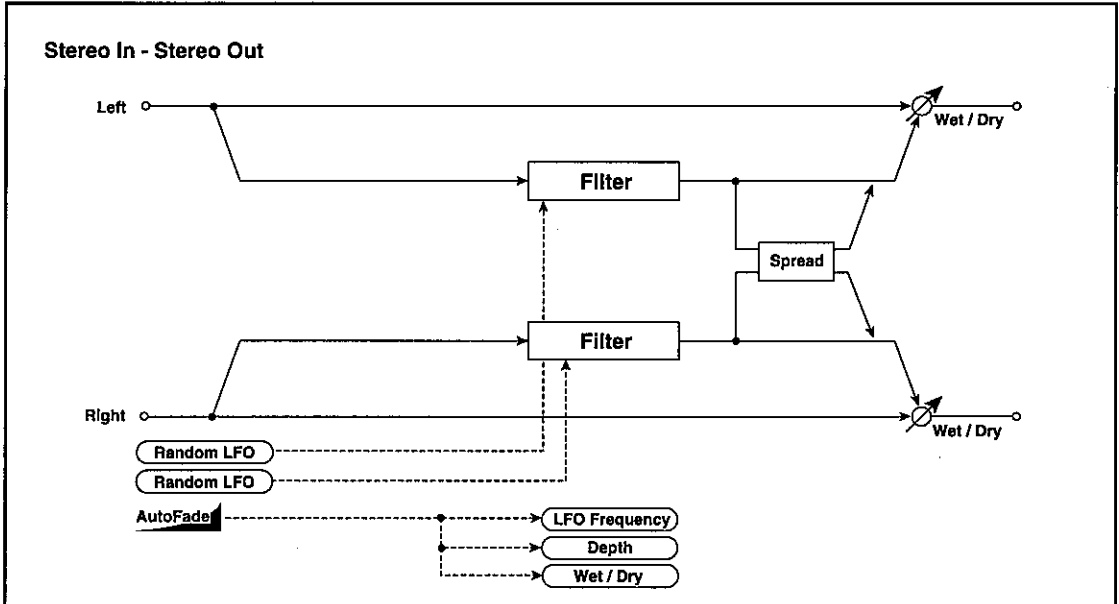 Stereo In - Stereo Out
Left
Wet / Dry
Filter
Spread
Filter
Right
Wet / Dry
Random LFO
Random LFO
AutoFade
LFO Frequency
Depth
Wet / Dry